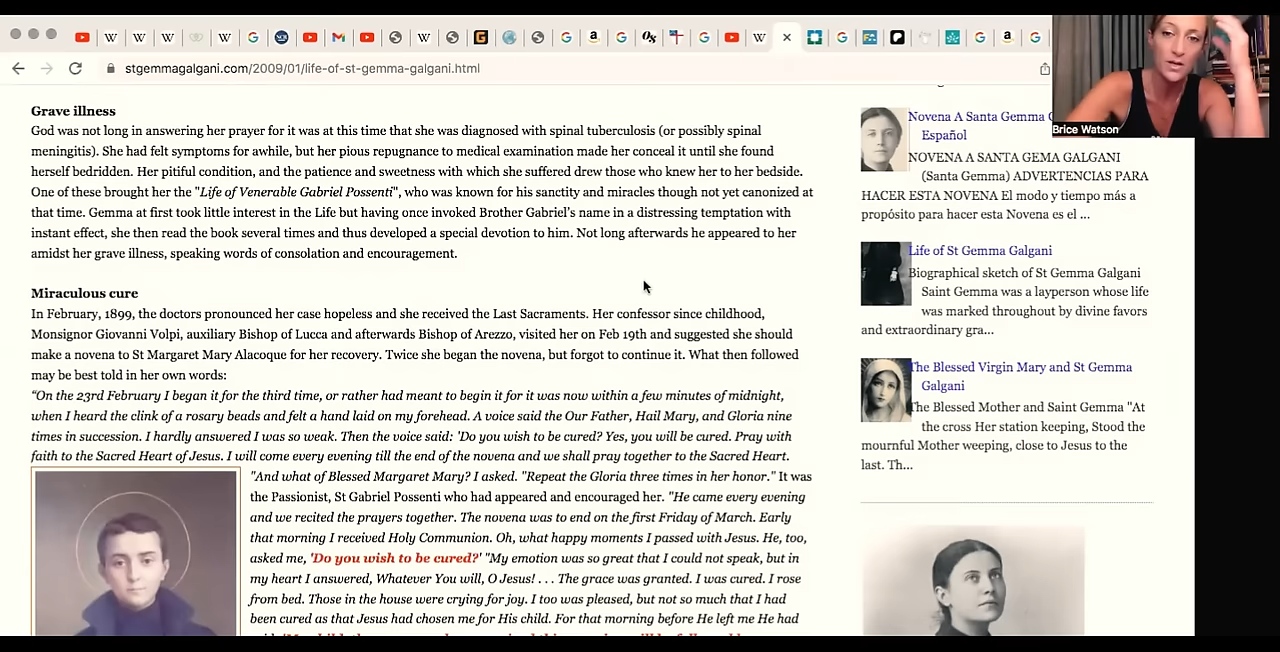 stgemmagalgani.com/2009/01/life-of-st-gemma-galgani.html
Brice Watson
Grave illness
God was not long in answering her prayer for it was at this time that she was diagnosed with spinal tuberculosis (or possibly spinal
meningitis). She had felt symptoms for awhile, but her pious repugnance to medical examination made her conceal it until she found
herself bedridden. Her pitiful condition, and the patience and sweetness with which she suffered drew those who knew her to her bedside.
One of these brought her the "Life of Venerable Gabriel Possenti", who was known for his sanctity and miracles though not yet canonized at
that time. Gemma at first took little interest in the Life but having once invoked Brother Gabriel's name in a distressing temptation with
instant effect, she then read the book several times and thus developed a special devotion to him. Not long afterwards he appeared to her
amidst her grave illness, speaking words of consolation and encouragement.
Miraculous cure
In February, 1899, the doctors pronounced her case hopeless and she received the Last Sacraments. Her confessor since childhood,
Monsignor Giovanni Volpi, auxiliary Bishop of Lucca and afterwards Bishop of Arezzo, visited her on Feb 19th and suggested she should
make a novena to St Margaret Mary Alacoque for her recovery. Twice she began the novena, but forgot to continue it. What then followed
may be best told in her own words:
“On the 23rd February I began it for the third time, or rather had meant to begin it for it was now within a few minutes of midnight,
when I heard the clink of a rosary beads and felt a hand laid on my forehead. A voice said the Our Father, Hail Mary, and Gloria nine
times in succession. I hardly answered I was so weak. Then the voice said: 'Do you wish to be cured? Yes, you will be cured. Pray with
faith to the Sacred Heart of Jesus. I will come every evening till the end of the novena and we shall pray together to the Sacred Heart.
"And what of Blessed Margaret Mary? I asked. "Repeat the Gloria three times in her honor." It was
the Passionist, St Gabriel Possenti who had appeared and encouraged her. "He came every evening
and we recited the prayers together. The novena was to end on the first Friday of March. Early
that morning I received Holy Communion. Oh, what happy moments I passed with Jesus. He, too,
asked me, 'Do you wish to be cured?' "My emotion was so great that I could not speak, but in
my heart I answered, Whatever You will, O Jesus! . . . The grace was granted. I was cured. I rose
from bed. Those in the house were crying for joy. I too was pleased, but not so much that I had
been cured as that Jesus had chosen me for His child. For that morning before He left me He had
Novena A Santa Gemma G
Español
NOVENA A SANTA GEMA GALGANI
(Santa Gemma) ADVERTENCIAS PARA
HACER ESTA NOVENA El modo y tiempo más a
propósito para hacer esta Novena es el ...
Life of St Gemma Galgani
Biographical sketch of St Gemma Galgani
Saint Gemma was a layperson whose life
was marked throughout by divine favors
and extraordinary gra...
The Blessed Virgin Mary and St Gemma
Galgani
The Blessed Mother and Saint Gemma "At
the cross Her station keeping, Stood the
mournful Mother weeping, close to Jesus to the
last. Th...